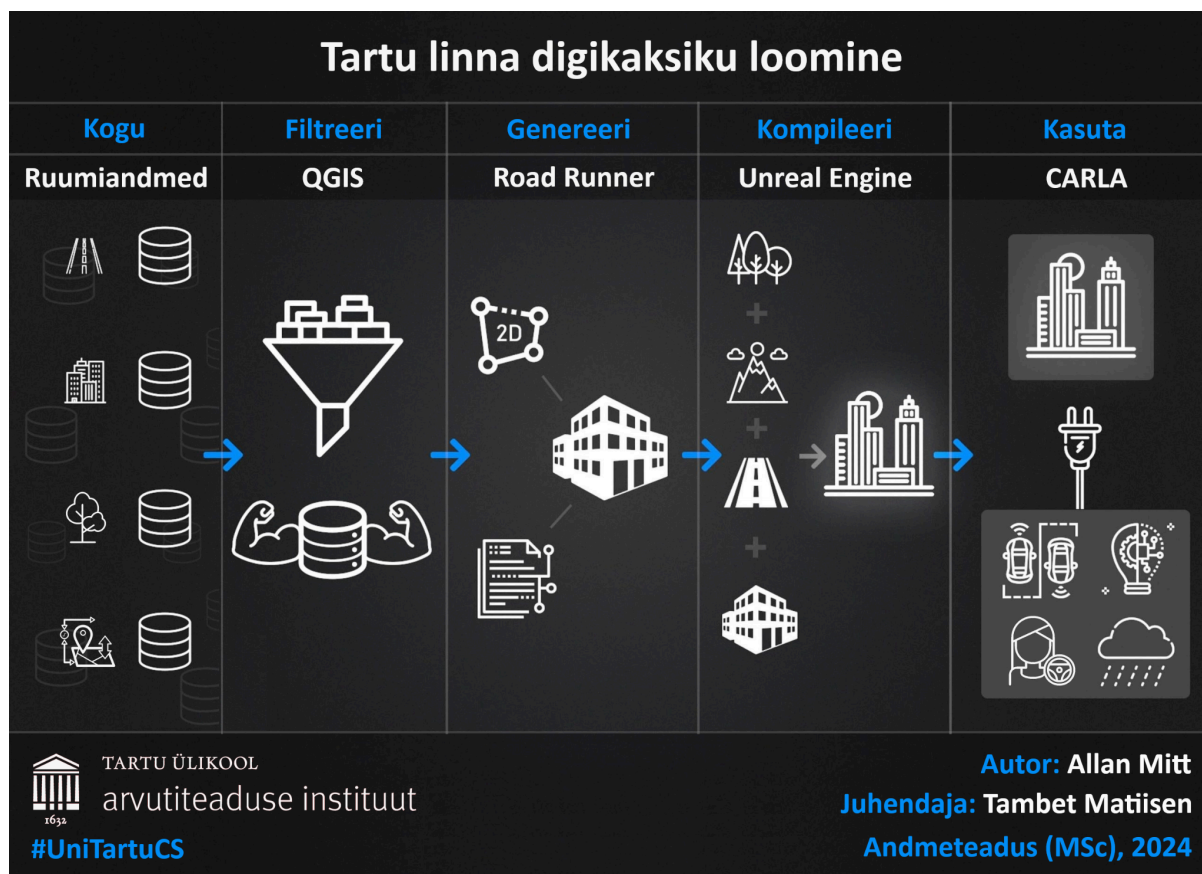 Tartu linna digikaksiku loomine
Kogu
Ruumiandmed
Filtreeri
QGIS
Genereeri
Road Runner
2D
Kompileeri
Unreal Engine
Kasuta
CARLA
1632
TARTU ÜLIKOOL
arvutiteaduse instituut
#UniTartuCS
Autor: Allan Mitt
Juhendaja: Tambet Matiisen
Andmeteadus (MSc), 2024